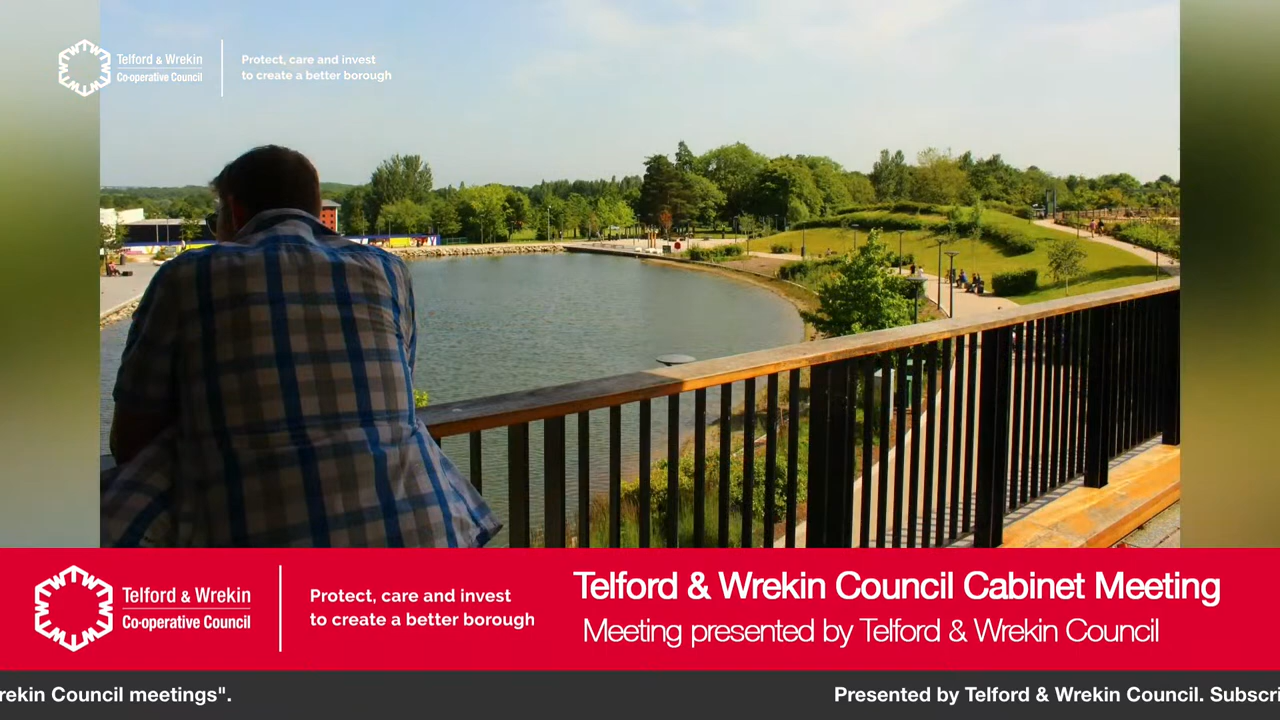 Telford & Wrekin
Co-operative Council
Protect, care and invest
to create a better borough
Telford & Wrekin
Co-operative Council
Protect, care and invest
to create a better borough
Telford & Wrekin Council Cabinet Meeting
Meeting presented by Telford & Wrekin Council
rekin Council meetings".
Presented by Telford & Wrekin Council. Subscri